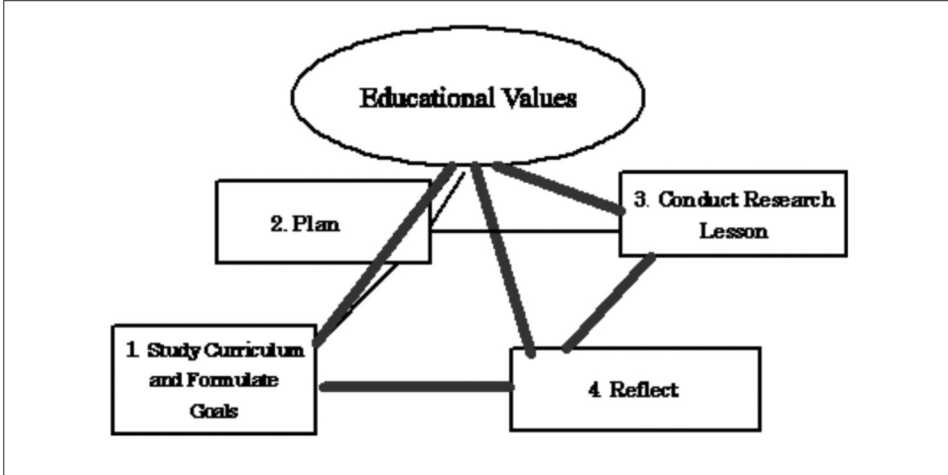 Educational Values
2. Plan
3. Conduct Research
Lesson
1. Study Curriculum
and Formulate
Goals
4. Reflect